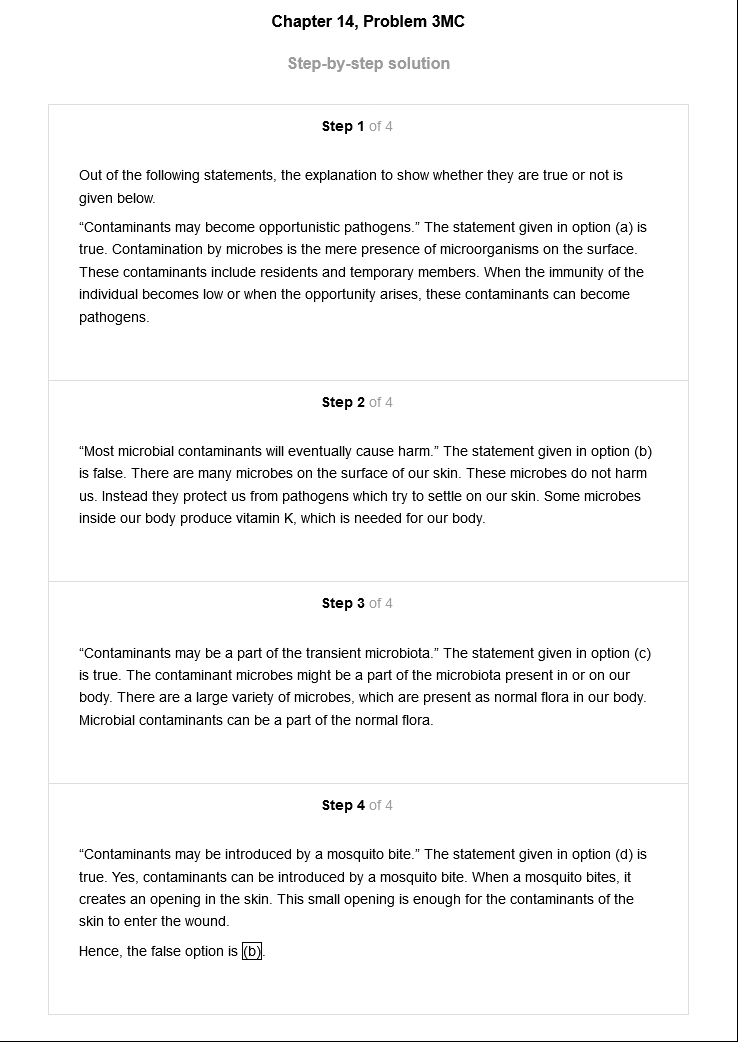 Chapter 14, Problem 3MC
Step-by-step solution
Step 1 of 4
Out of the following statements, the explanation to show whether they are true or not is
given below.
“Contaminants may become opportunistic pathogens.” The statement given in option (a) is
true. Contamination by microbes is the mere presence of microorganisms on the surface.
These contaminants include residents and temporary members. When the immunity of the
individual becomes low or when the opportunity arises, these contaminants can become
pathogens.
Step 2 of 4
“Most microbial contaminants will eventually cause harm.” The statement given in option (b)
is false. There are many microbes on the surface of our skin. These microbes do not harm
us. Instead they protect us from pathogens which try to settle on our skin. Some microbes
inside our body produce vitamin K, which is needed for our body.
Step 3 of 4
“Contaminants may be a part of the transient microbiota.” The statement given in option (c)
is true. The contaminant microbes might be a part of the microbiota present in or on our
body. There are a large variety of microbes, which are present as normal flora in our body.
Microbial contaminants can be a part of the normal flora.
Step 4 of 4
“Contaminants may be introduced by a mosquito bite.” The statement given in option (d) is
true. Yes, contaminants can be introduced by a mosquito bite. When a mosquito bites, it
creates an opening in the skin. This small opening is enough for the contaminants of the
skin to enter the wound.
Hence, the false option is (b).